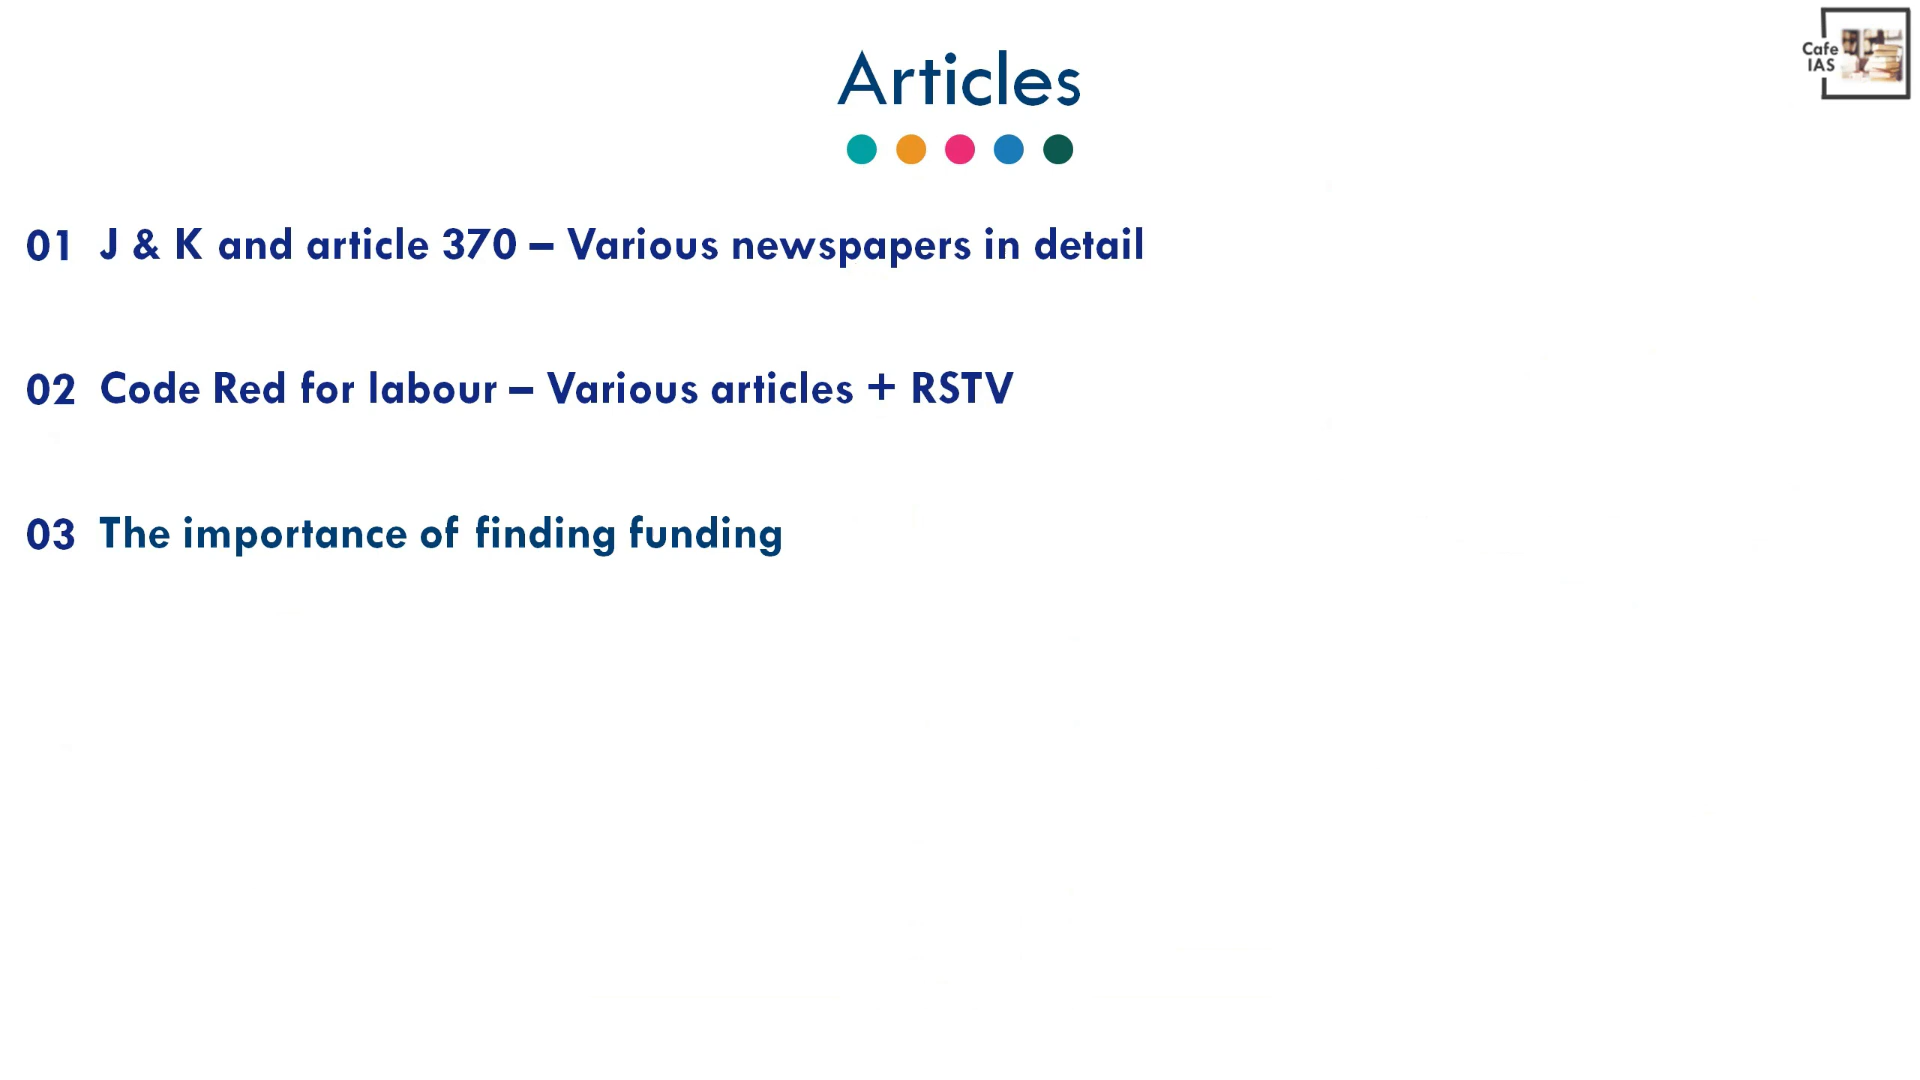 Cafe
IAS
Articles
01 J & K and article 370 – Various newspapers in detail
02 Code Red for labour – Various articles + RSTV
03 The importance of finding funding